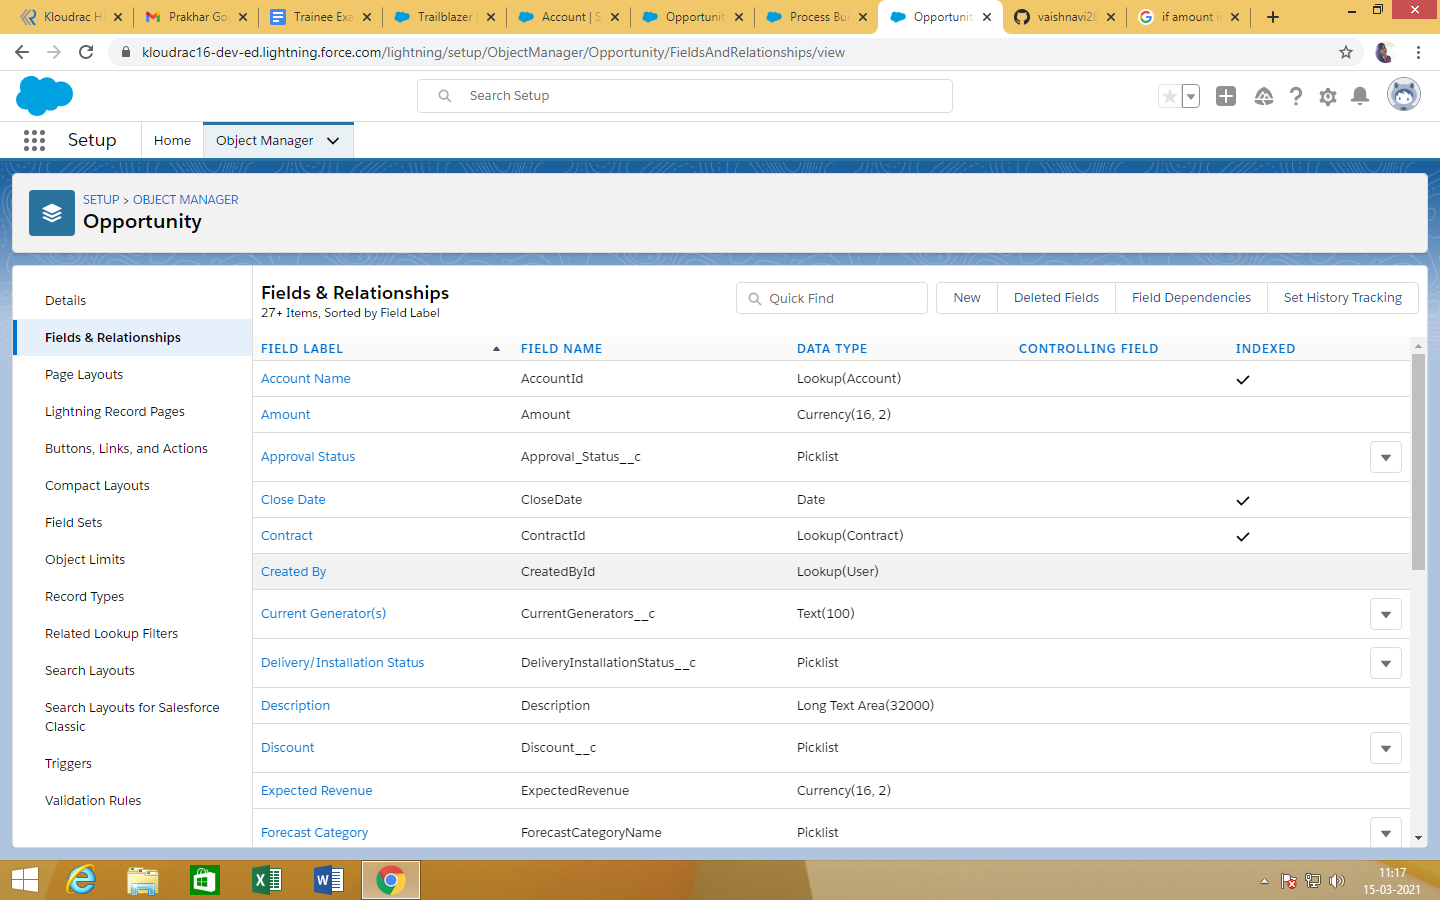 Kloudrac H
Prakhar Go
Trainee Exa
Trailblazer
Account | S
Opportunit
Process Bui
Opportunit
vaishnavi28
if amount i
kloudrac16-dev-ed.lightning.force.com/lightning/setup/ObjectManager/Opportunity/FieldsAndRelationships/view
Search Setup
Setup
Home
Object Manager
SETUP > OBJECT MANAGER
Opportunity
Details
Fields & Relationships
Page Layouts
Lightning Record Pages
Buttons, Links, and Actions
Compact Layouts
Field Sets
Object Limits
Record Types
Related Lookup Filters
Search Layouts
Search Layouts for Salesforce
Classic
Triggers
Validation Rules
Fields & Relationships
27+ Items, Sorted by Field Label
Quick Find
New
Deleted Fields
Field Dependencies
Set History Tracking
FIELD LABEL FIELD NAME DATA TYPE CONTROLLING FIELD INDEXED
Account Name AccountId Lookup(Account)
Amount Amount Currency(16, 2)
Approval Status Approval_Status__c Picklist
Close Date CloseDate Date
Contract ContractId Lookup(Contract)
Created By CreatedById Lookup(User)
Current Generator(s) CurrentGenerators__c Text(100)
Delivery/Installation Status DeliveryInstallationStatus__c Picklist
Description Description Long Text Area(32000)
Discount Discount__c Picklist
Expected Revenue ExpectedRevenue Currency(16, 2)
Forecast Category ForecastCategoryName Picklist
11:17
15-03-2021